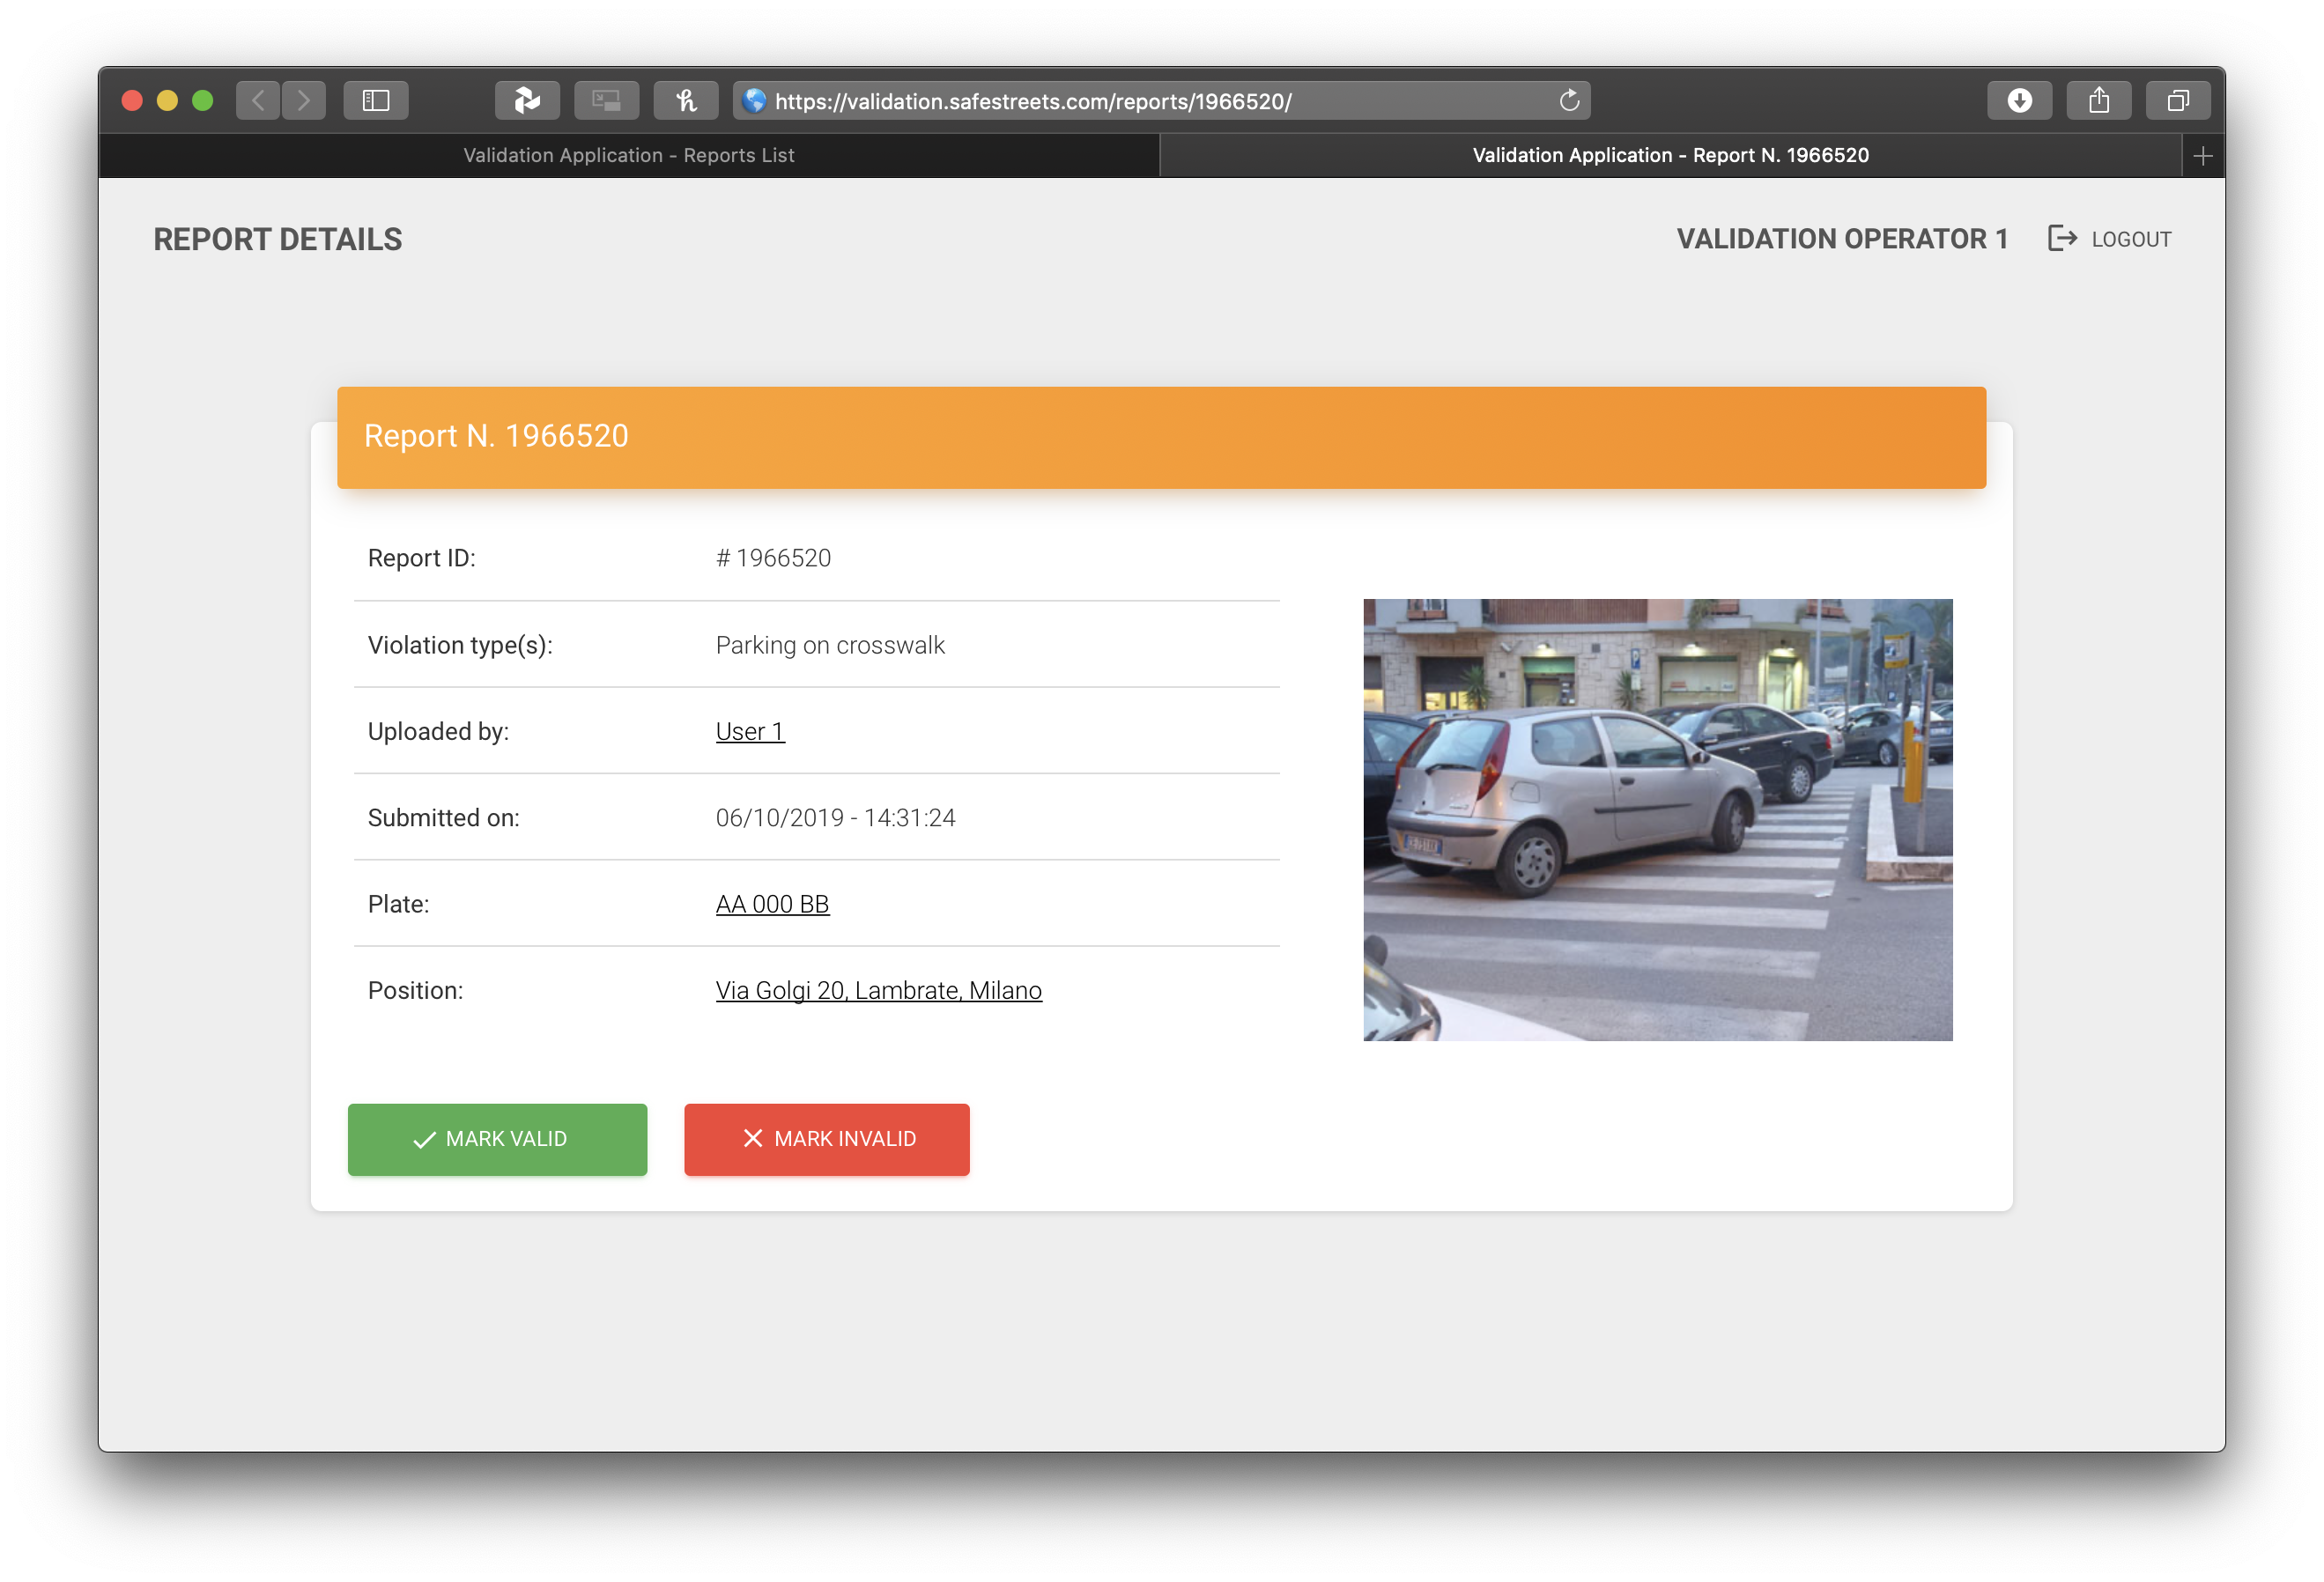 https://validation.safestreets.com/reports/1966520/
Validation Application - Reports List
Validation Application - Report N. 1966520
REPORT DETAILS
VALIDATION OPERATOR 1
LOGOUT
Report N. 1966520
Report ID:
# 1966520
Violation type(s):
Parking on crosswalk
Uploaded by:
User 1
Submitted on:
06/10/2019 - 14:31:24
Plate:
AA 000 BB
Position:
Via Golgi 20, Lambrate, Milano
MARK VALID
MARK INVALID